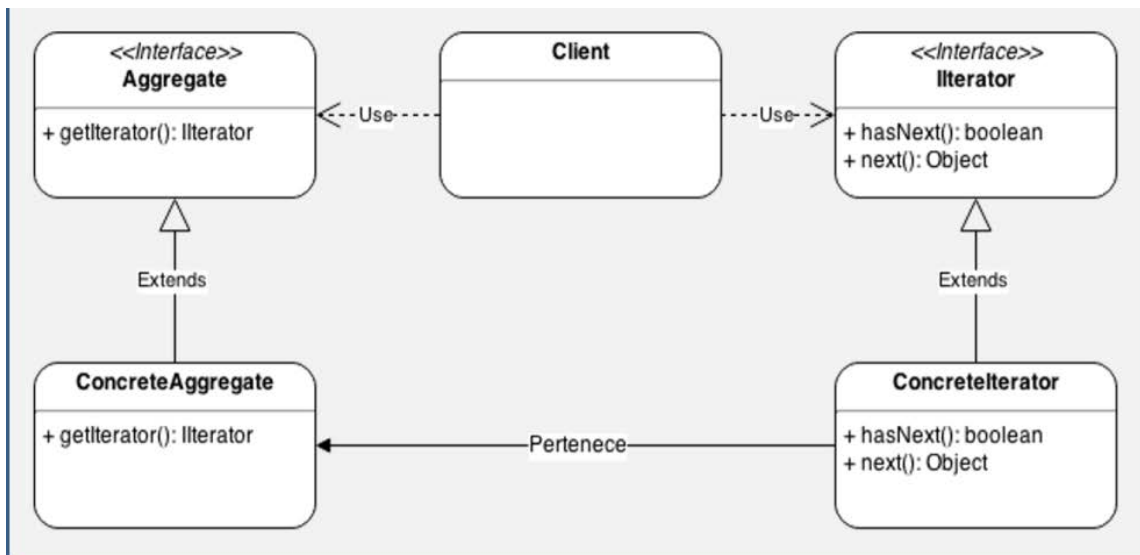 <<Interface>>
Aggregate
+ getIterator(): IIterator
Use
Client
Use
<<Interface>>
IIterator
+ hasNext(): boolean
+ next(): Object
Extends
Extends
ConcreteAggregate
+ getIterator(): IIterator
Pertenece
ConcreteIterator
+ hasNext(): boolean
+ next(): Object